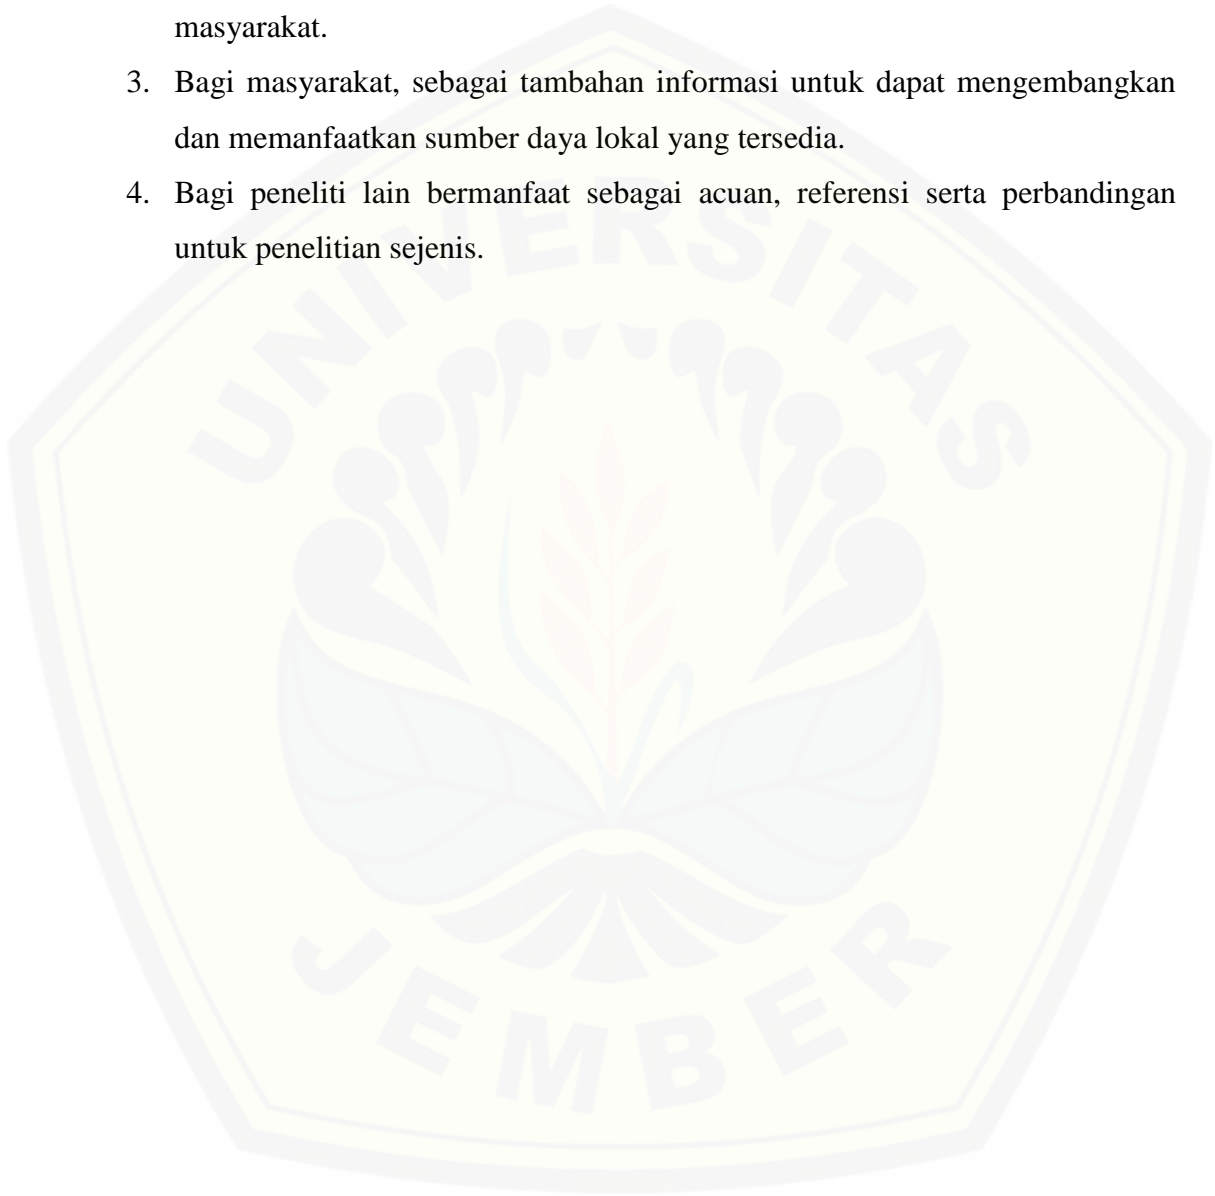 masyarakat.
3. Bagi masyarakat, sebagai tambahan informasi untuk dapat mengembangkan
dan memanfaatkan sumber daya lokal yang tersedia.
4. Bagi peneliti lain bermanfaat sebagai acuan, referensi serta perbandingan
untuk penelitian sejenis.
UNIVERSITAS
JEMBER